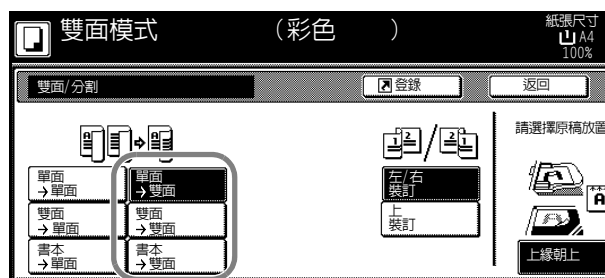 雙面模式 （彩色 ）
紙張尺寸
A4
100%
雙面/分割
登錄
返回
請選擇原稿放置
單面
→單面
單面
→雙面
左/右
裝訂
雙面
→單面
雙面
→雙面
上
裝訂
書本
→單面
書本
→雙面
上緣朝上